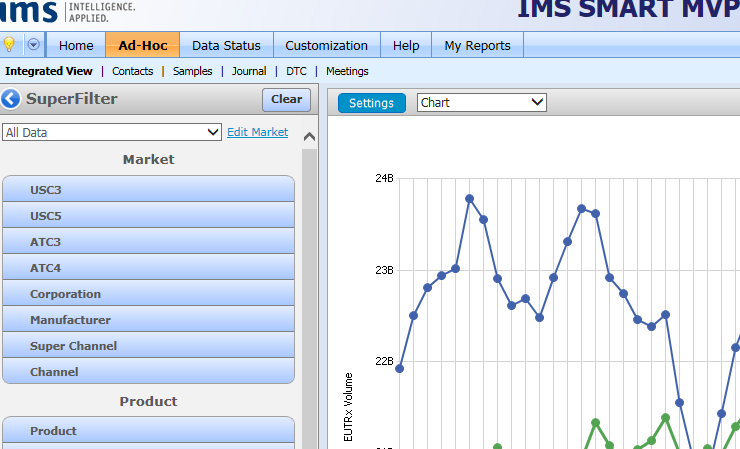 ims INTELLIGENCE. APPLIED.
IMS SMART MVP
Home Ad-Hoc Data Status Customization Help My Reports
Integrated View | Contacts | Samples | Journal | DTC | Meetings
SuperFilter Clear
All Data Edit Market
Market
USC3
USC5
ATC3
ATC4
Corporation
Manufacturer
Super Channel
Channel
Product
Product
Settings Chart
24B
23B
22B
EUTRx Volume